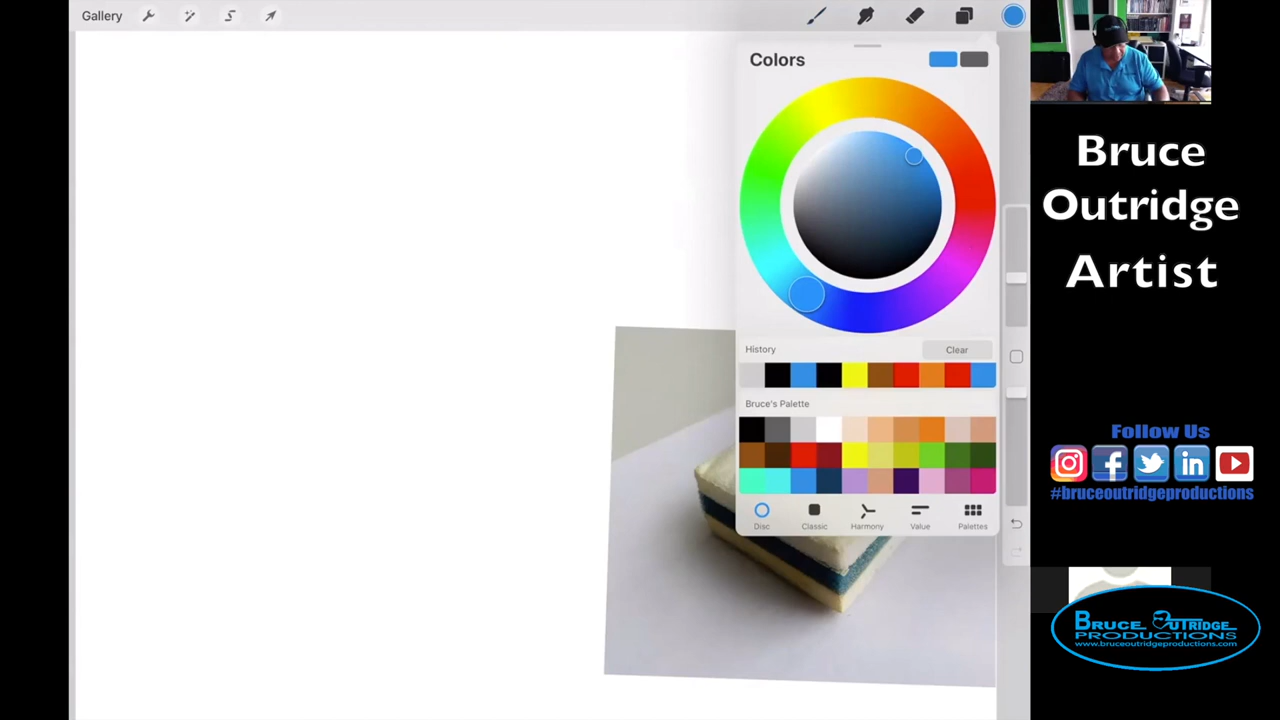 Gallery
Colors
History
Clear
Bruce's Palette
Disc
Classic
Harmony
Value
Palettes
Bruce
Outridge
Artist
Follow Us
#bruceoutridgeproductions
BRUCE OUTRIDGE
PRODUCTIONS
www.bruceoutridgeproductions.com